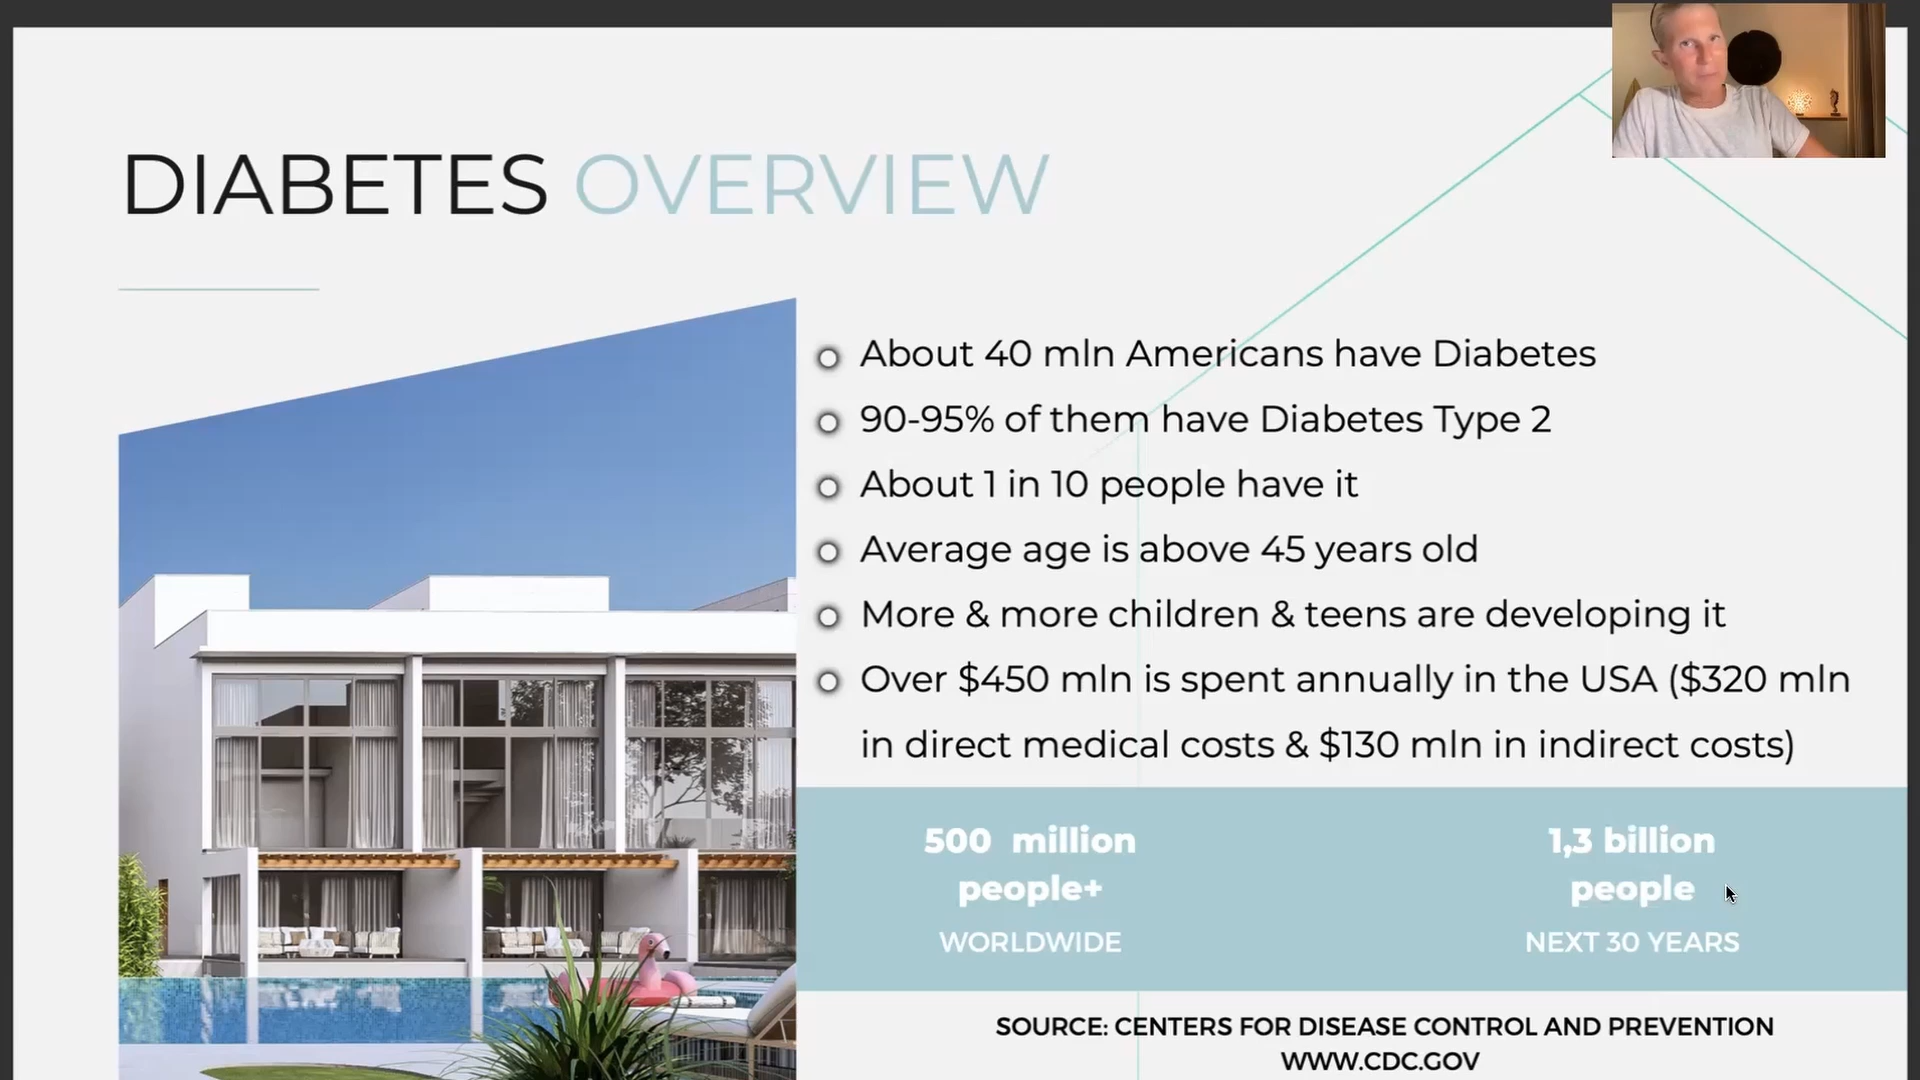 DIABETES OVERVIEW
About 40 mln Americans have Diabetes
90-95% of them have Diabetes Type 2
About 1 in 10 people have it
Average age is above 45 years old
More & more children & teens are developing it
Over $450 mln is spent annually in the USA ($320 mln
in direct medical costs & $130 mln in indirect costs)
500 million
people+
WORLDWIDE
1,3 billion
people
NEXT 30 YEARS
SOURCE: CENTERS FOR DISEASE CONTROL AND PREVENTION
WWW.CDC.GOV